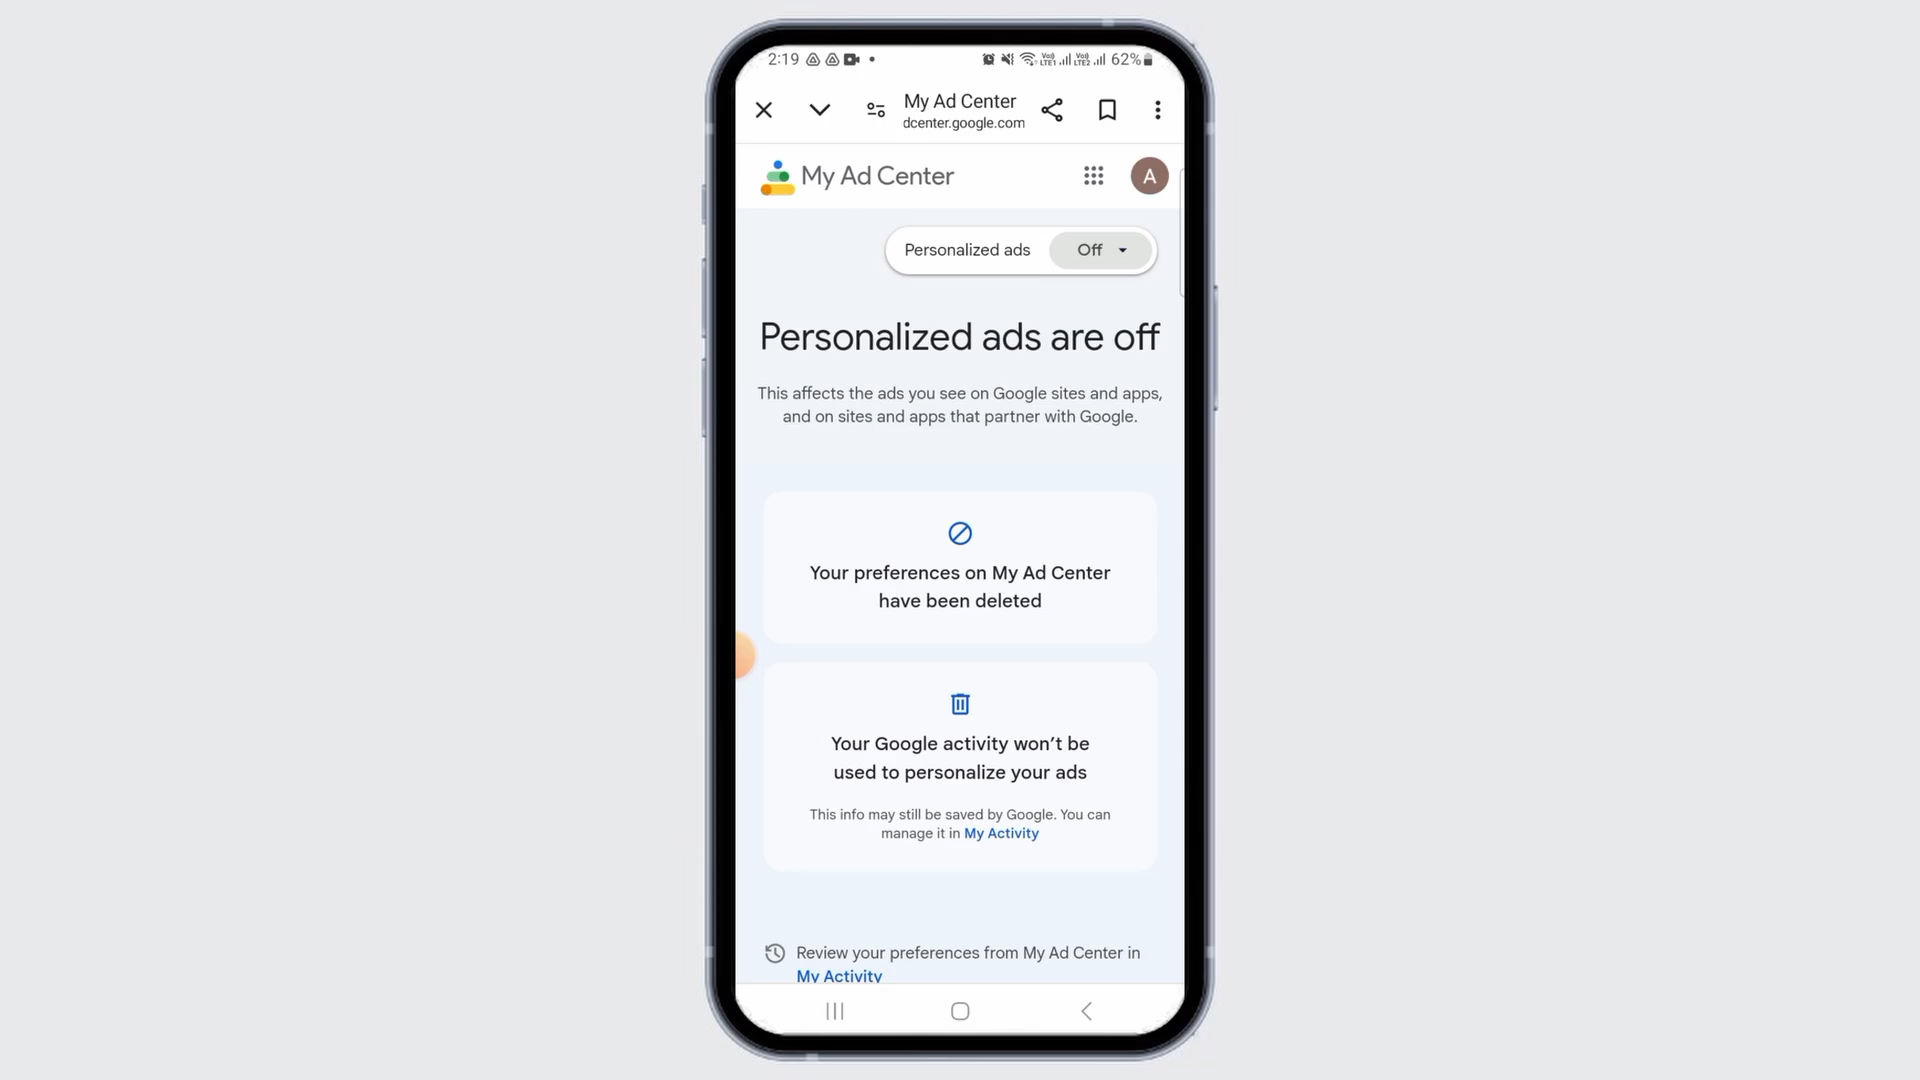 2:19 62%
My Ad Center
dcenter.google.com
My Ad Center
A
Personalized ads Off
Personalized ads are off
This affects the ads you see on Google sites and apps,
and on sites and apps that partner with Google.
Your preferences on My Ad Center
have been deleted
Your Google activity won’t be
used to personalize your ads
This info may still be saved by Google. You can
manage it in My Activity
Review your preferences from My Ad Center in
My Activity